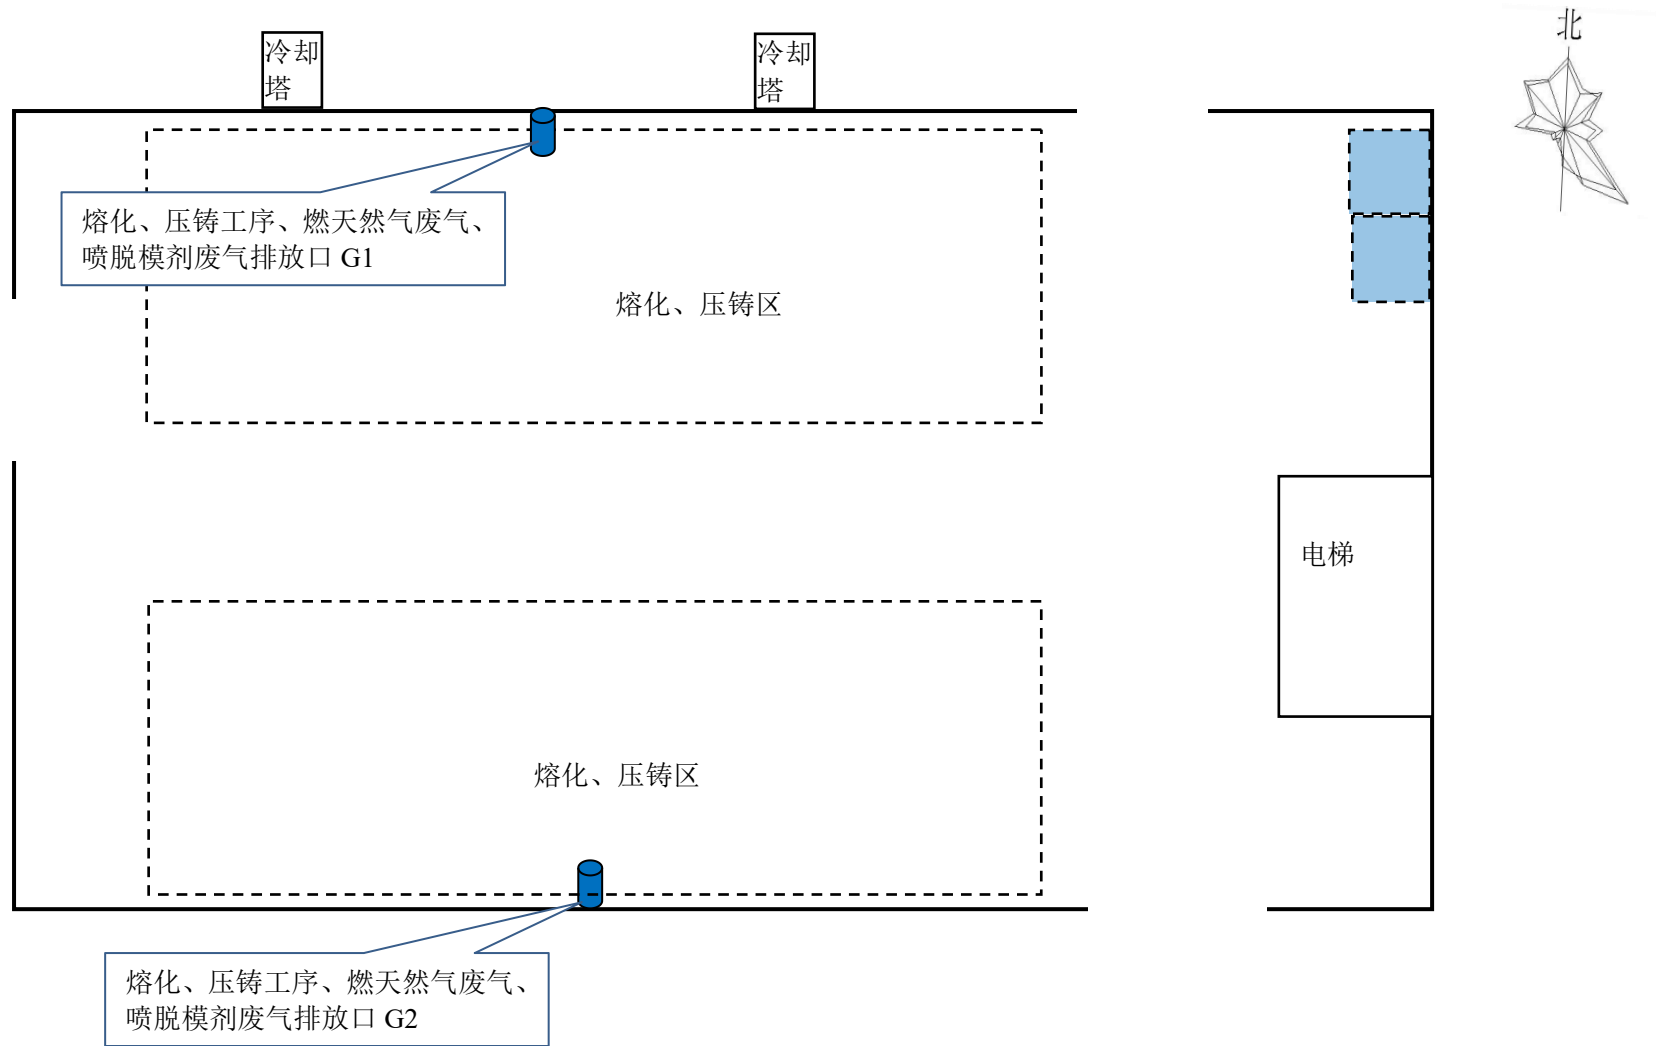 北
冷却
塔
冷却
塔
熔化、压铸工序、燃天然气废气、
喷脱模剂废气排放口 G1
熔化、压铸区
电梯
熔化、压铸区
熔化、压铸工序、燃天然气废气、
喷脱模剂废气排放口 G2